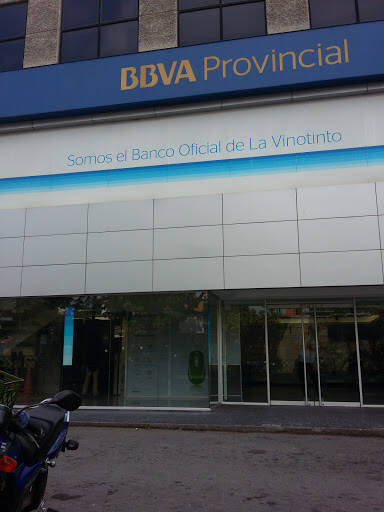 BBVA Provincial
Somos el Banco Oficial de La Vinotinto